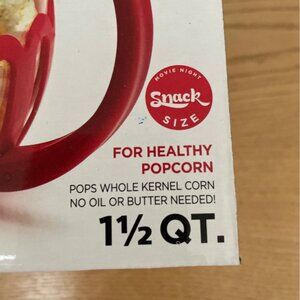 MOVIE NIGHT
Snack
SIZE
FOR HEALTHY
POPCORN
POPS WHOLE KERNEL CORN
NO OIL OR BUTTER NEEDED!
1½ QT.